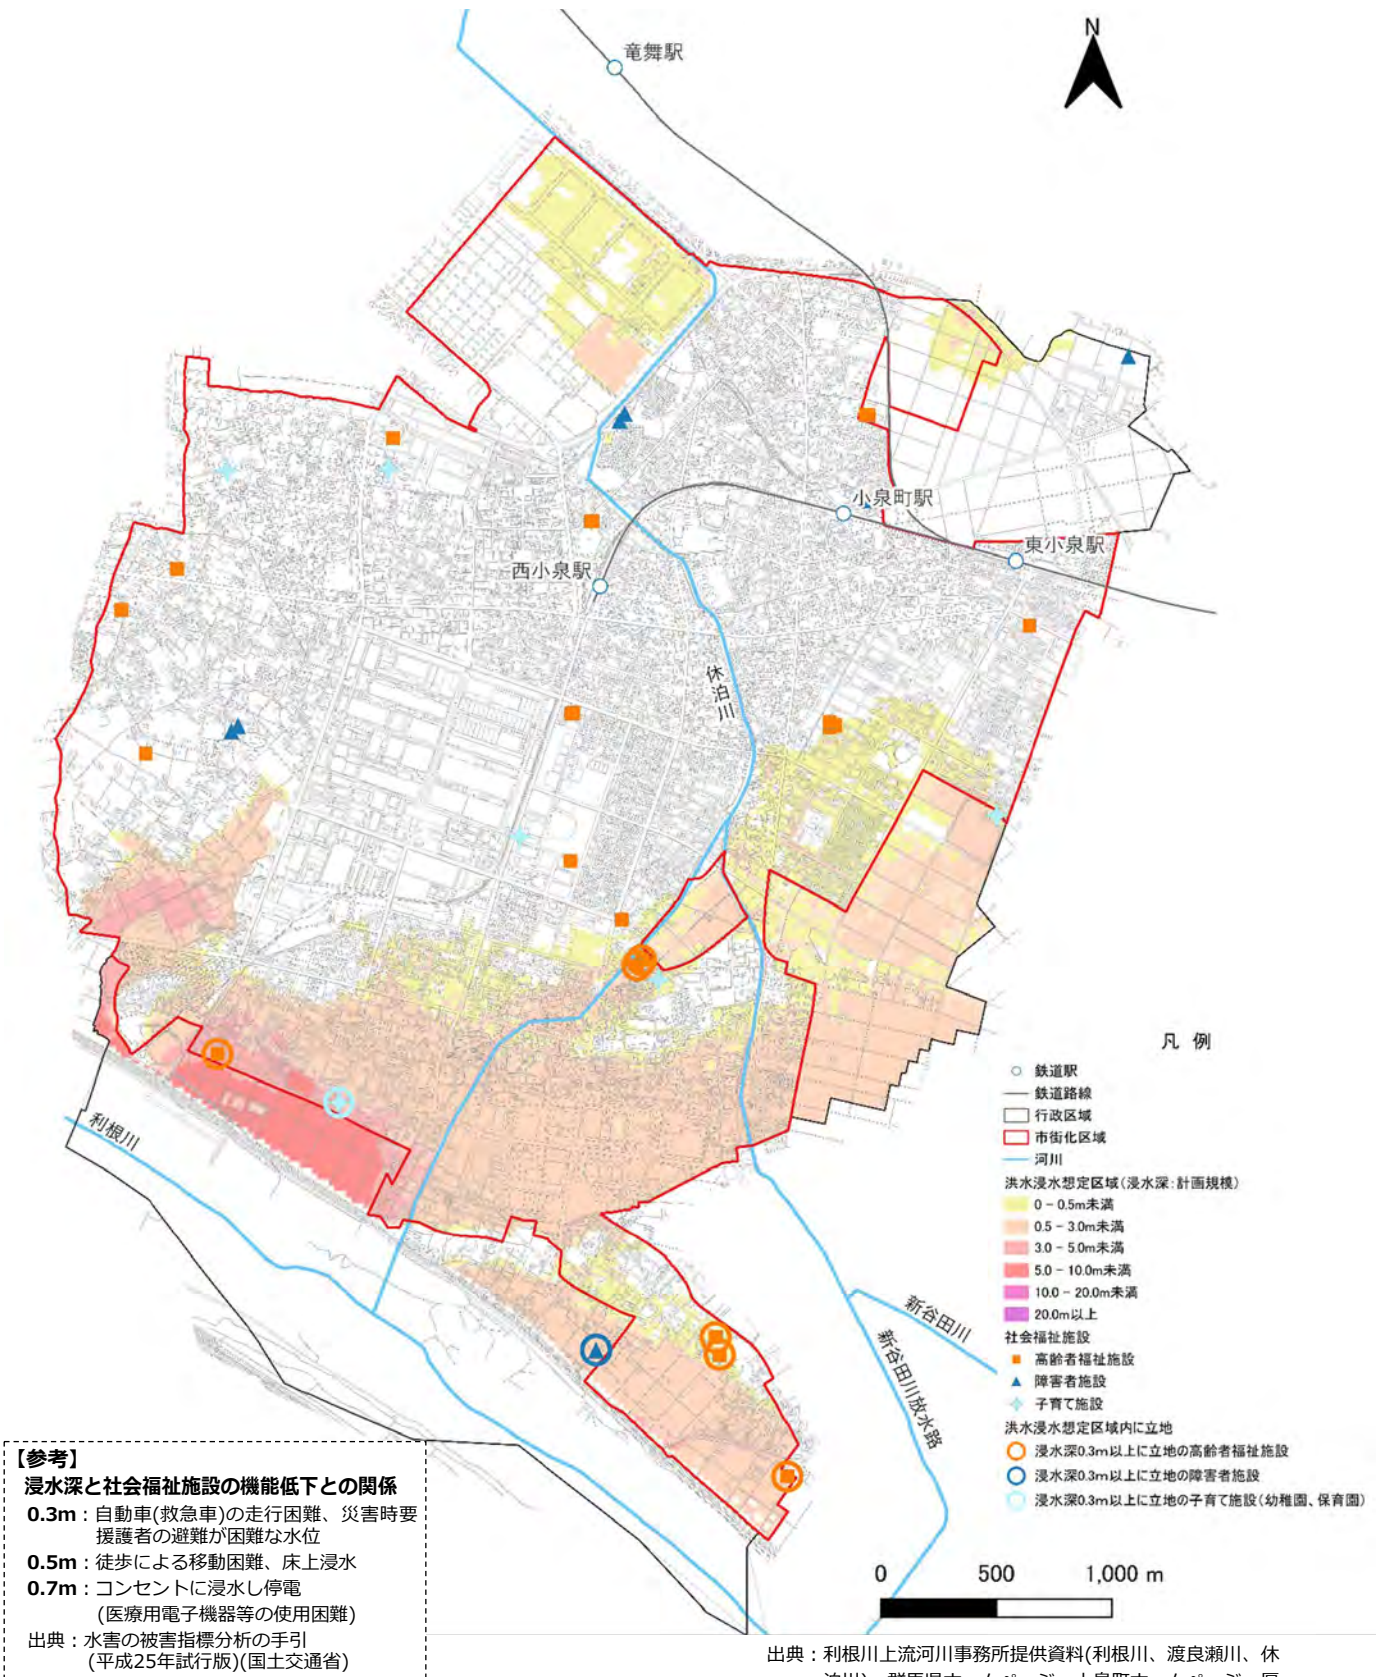 N
竜舞駅
小泉町駅
東小泉駅
西小泉駅
休泊川
利根川
新谷田川
新谷田川放水路
凡 例
鉄道駅
鉄道路線
行政区域
市街化区域
河川
洪水浸水想定区域(浸水深:計画規模)
0 - 0.5m未満
0.5 - 3.0m未満
3.0 - 5.0m未満
5.0 - 10.0m未満
10.0 - 20.0m未満
20.0m以上
社会福祉施設
高齢者福祉施設
障害者施設
子育て施設
洪水浸水想定区域内に立地
浸水深0.3m以上に立地の高齢者福祉施設
浸水深0.3m以上に立地の障害者施設
浸水深0.3m以上に立地の子育て施設(幼稚園、保育園)
0 500 1,000 m
【参考】
浸水深と社会福祉施設の機能低下との関係
0.3m：自動車(救急車)の走行困難、災害時要
援護者の避難が困難な水位
0.5m：徒歩による移動困難、床上浸水
0.7m：コンセントに浸水し停電
(医療用電子機器等の使用困難)
出典：水害の被害指標分析の手引
(平成25年試行版)(国土交通省)
出典：利根川上流河川事務所提供資料(利根川、渡良瀬川、休